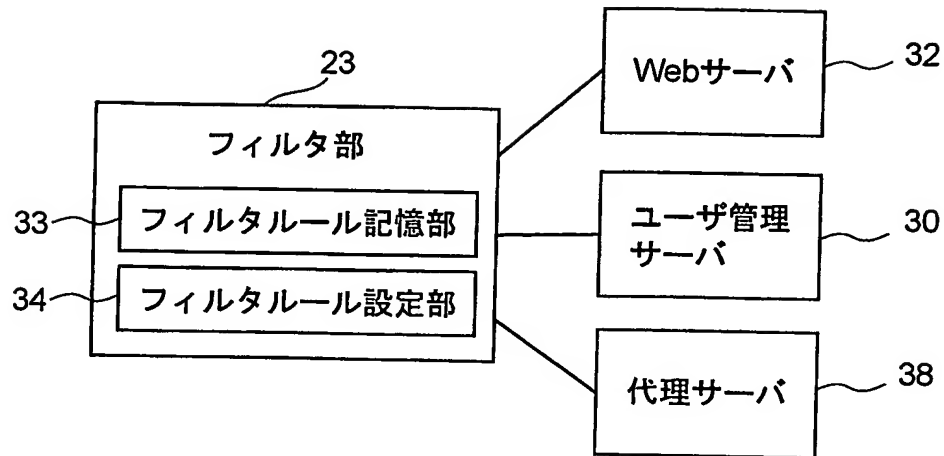 23
フィルタ部
33
フィルタルール記憶部
34
フィルタルール設定部
Webサーバ
32
ユーザ管理
サーバ
30
代理サーバ
38